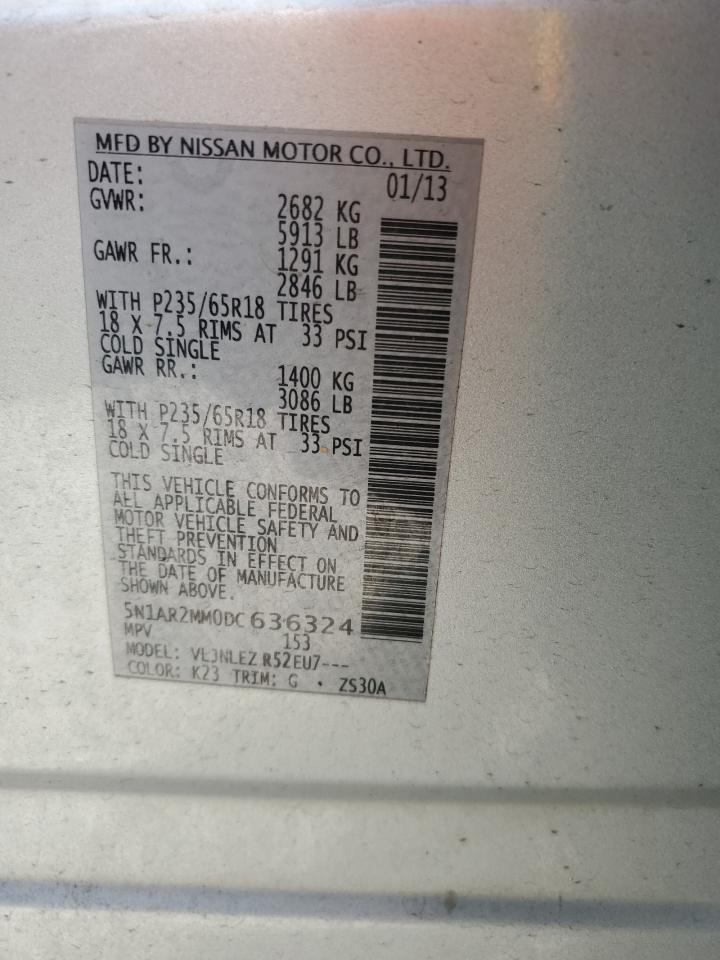 MFD BY NISSAN MOTOR CO., LTD.
DATE: 01/13
GVWR: 2682 KG
5913 LB
GAWR FR.: 1291 KG
2846 LB
WITH P235/65R18 TIRES
18 X 7.5 RIMS AT 33 PSI
COLD SINGLE
GAWR RR.: 1400 KG
3086 LB
WITH P235/65R18 TIRES
18 X 7.5 RIMS AT 33 PSI
COLD SINGLE
THIS VEHICLE CONFORMS TO
ALL APPLICABLE FEDERAL
MOTOR VEHICLE SAFETY AND
THEFT PREVENTION
STANDARDS IN EFFECT ON
THE DATE OF MANUFACTURE
SHOWN ABOVE.
5N1AR2MM0DC636324
MPV 153
MODEL: VLJNLEZ R52EU7---
COLOR: K23 TRIM: G · ZS30A